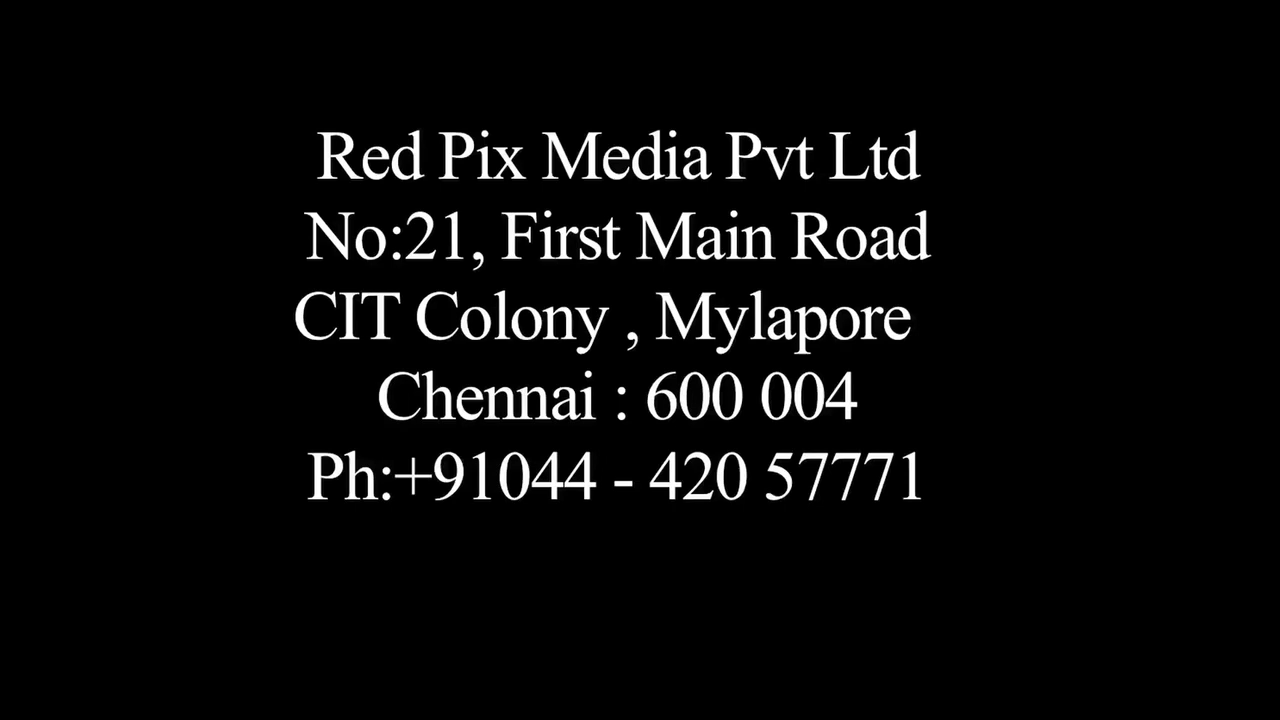 Red Pix Media Pvt Ltd
No:21, First Main Road
CIT Colony , Mylapore
Chennai : 600 004
Ph:+91044 - 420 57771